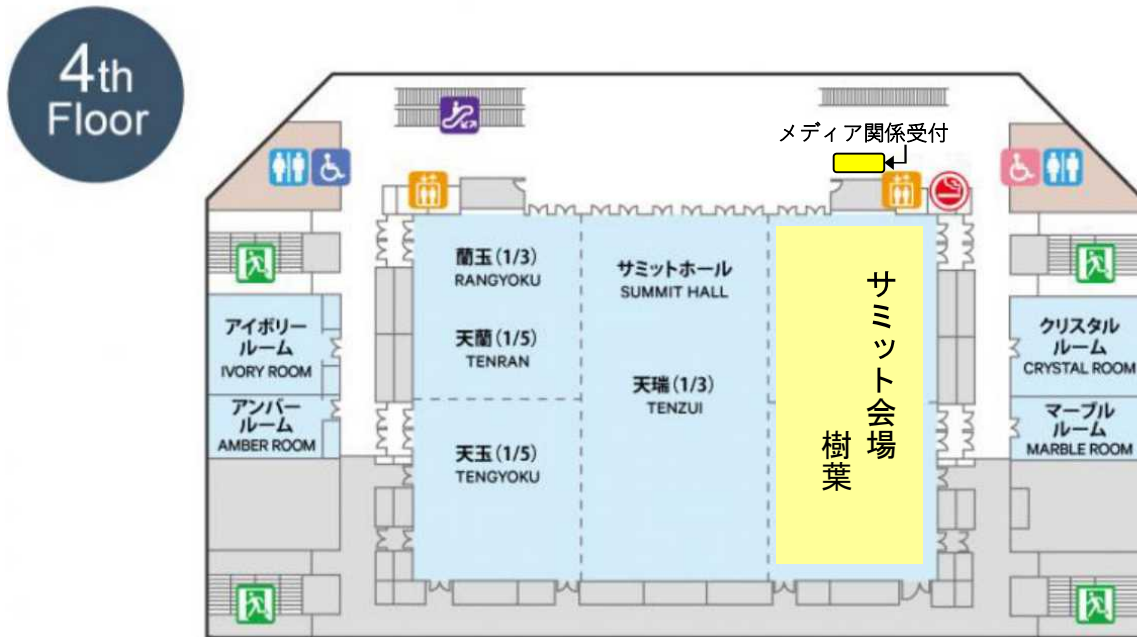 4th
Floor
メディア関係受付
蘭玉(1/3)
RANGYOKU
天蘭(1/5)
TENRAN
天玉(1/5)
TENGYOKU
サミットホール
SUMMIT HALL
天瑞(1/3)
TENZUI
サミット会場
樹葉
アイボリー
ルーム
IVORY ROOM
アンバー
ルーム
AMBER ROOM
クリスタル
ルーム
CRYSTAL ROOM
マーブル
ルーム
MARBLE ROOM